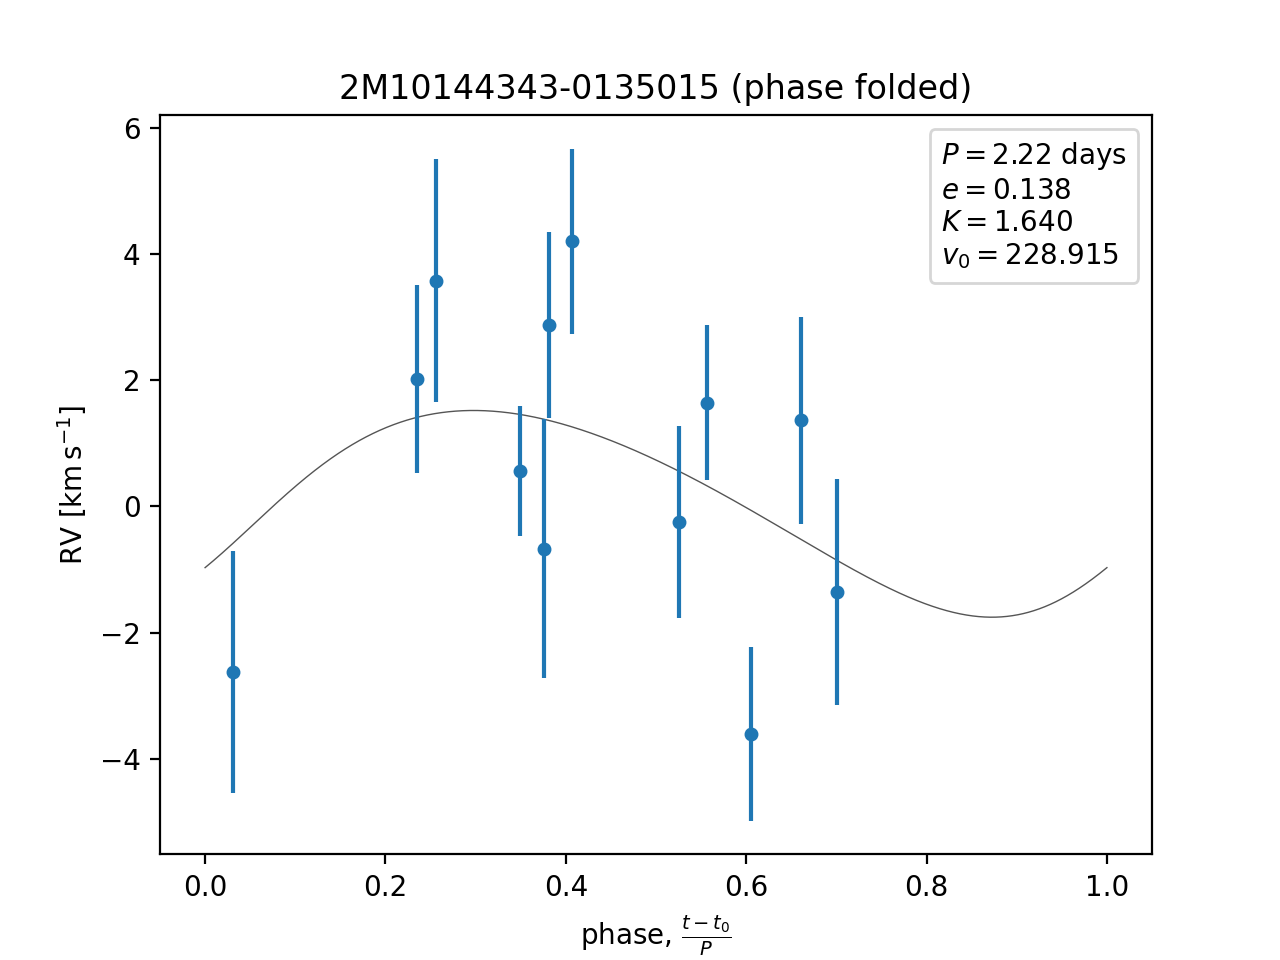 2M10144343-0135015 (phase folded)
P = 2.22 days
e = 0.138
K = 1.640
v₀ = 228.915
RV [km s⁻¹]
6
4
2
0
−2
−4
0.0 0.2 0.4 0.6 0.8 1.0
phase, (t − t₀)/P